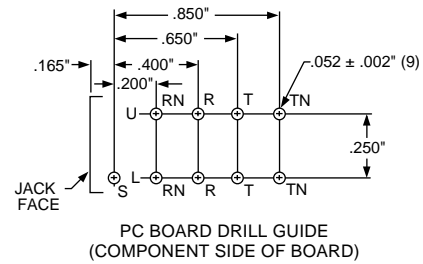 .850"
.650"
.165" .400" .052 ± .002" (9)
.200"
RN R T TN
U
.250"
L
S RN R T TN
JACK
FACE
PC BOARD DRILL GUIDE
(COMPONENT SIDE OF BOARD)